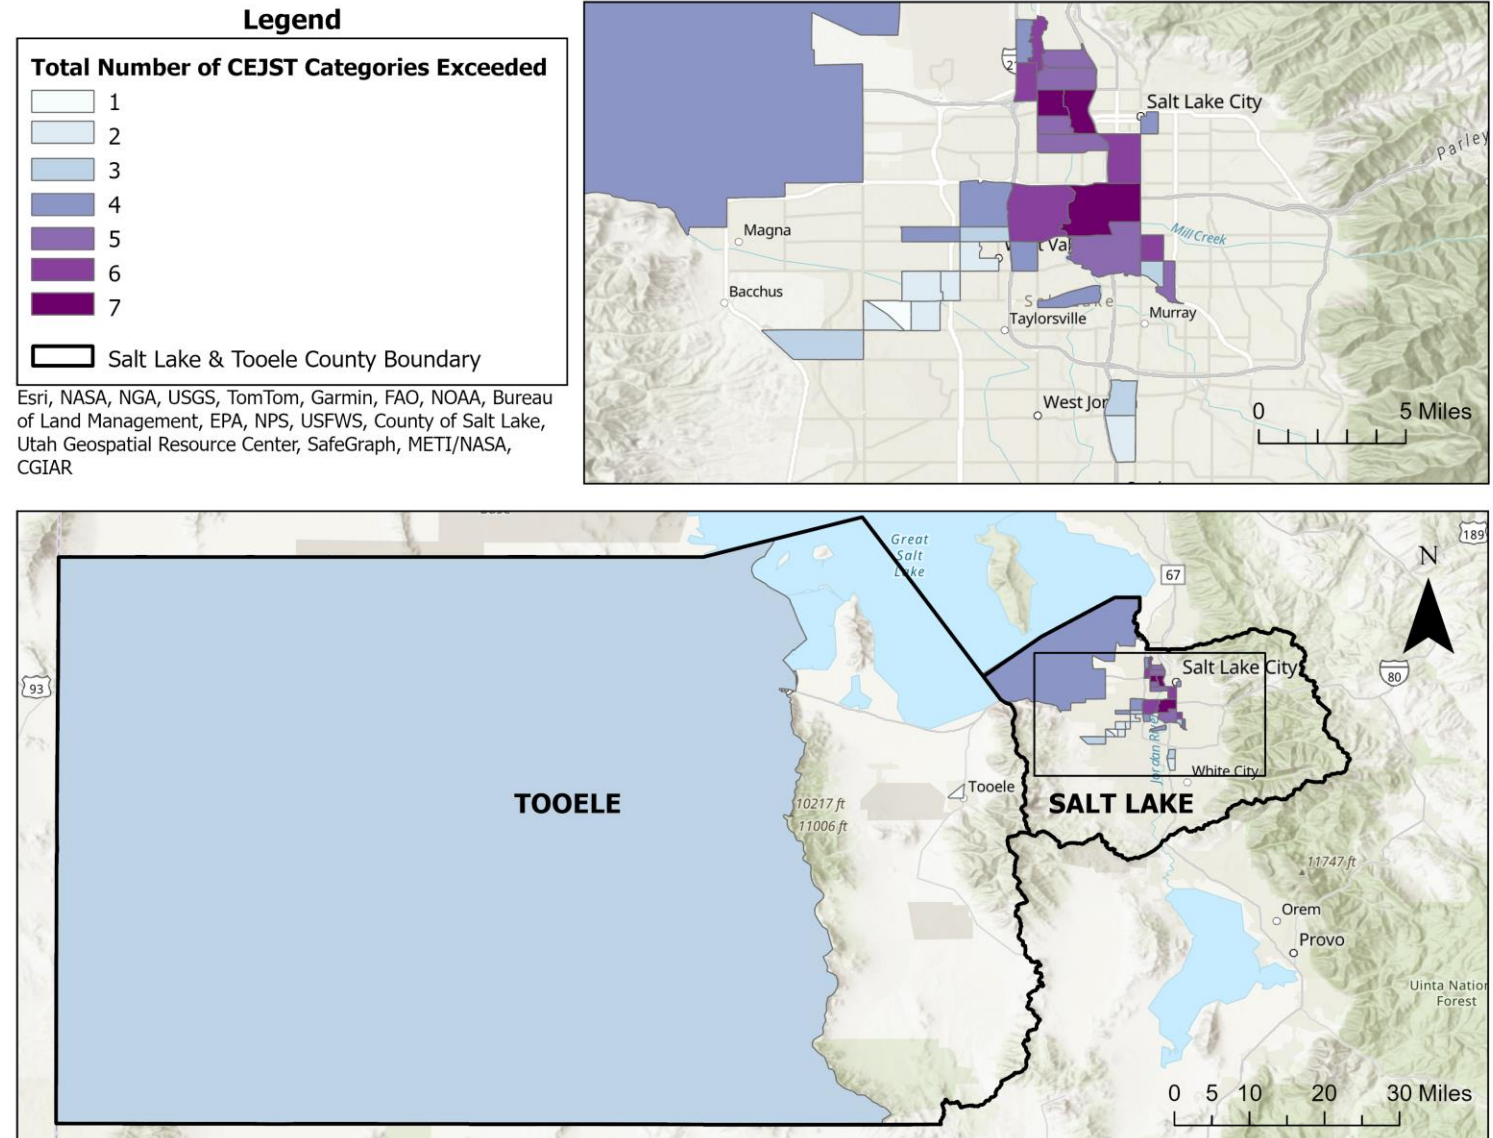 Legend
Total Number of CEJST Categories Exceeded
1
2
3
4
5
6
7
Salt Lake & Tooele County Boundary
Esri, NASA, NGA, USGS, TomTom, Garmin, FAO, NOAA, Bureau
of Land Management, EPA, NPS, USFWS, County of Salt Lake,
Utah Geospatial Resource Center, SafeGraph, METI/NASA,
CGIAR
Salt Lake City
Parley
Magna
Mill Creek
Bacchus
Taylorsville
Murray
West Jor
0 5 Miles
Great
Salt
Lake
189
N
67
93
80
Salt Lake City
Jordan River
White City
Tooele
TOOELE
SALT LAKE
10217 ft
11006 ft
11747 ft
Orem
Provo
Uinta Nation
Forest
0 5 10 20 30 Miles